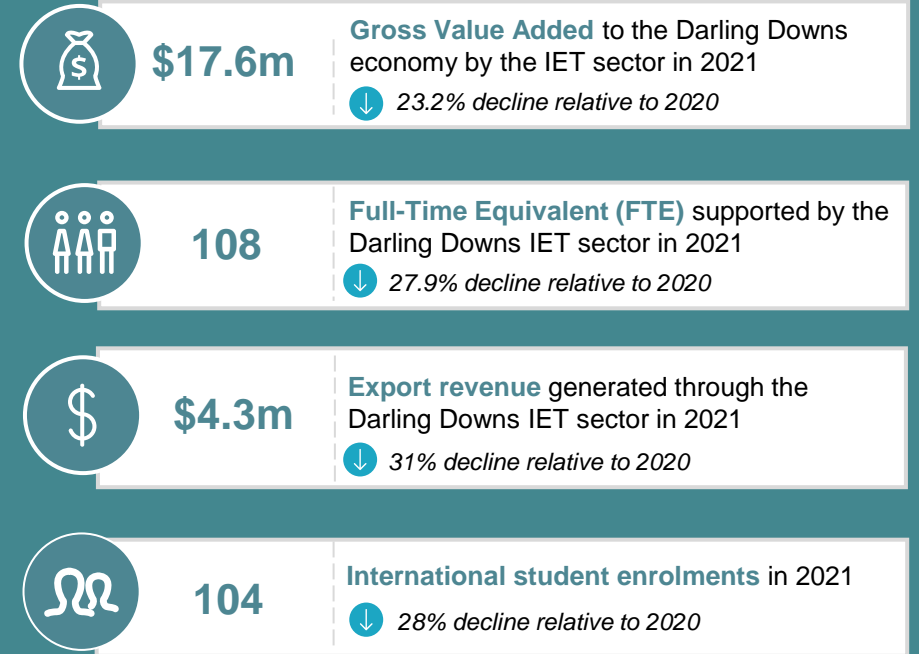 $17.6m
Gross Value Added to the Darling Downs
economy by the IET sector in 2021
23.2% decline relative to 2020
108
Full-Time Equivalent (FTE) supported by the
Darling Downs IET sector in 2021
27.9% decline relative to 2020
$4.3m
Export revenue generated through the
Darling Downs IET sector in 2021
31% decline relative to 2020
104
International student enrolments in 2021
28% decline relative to 2020